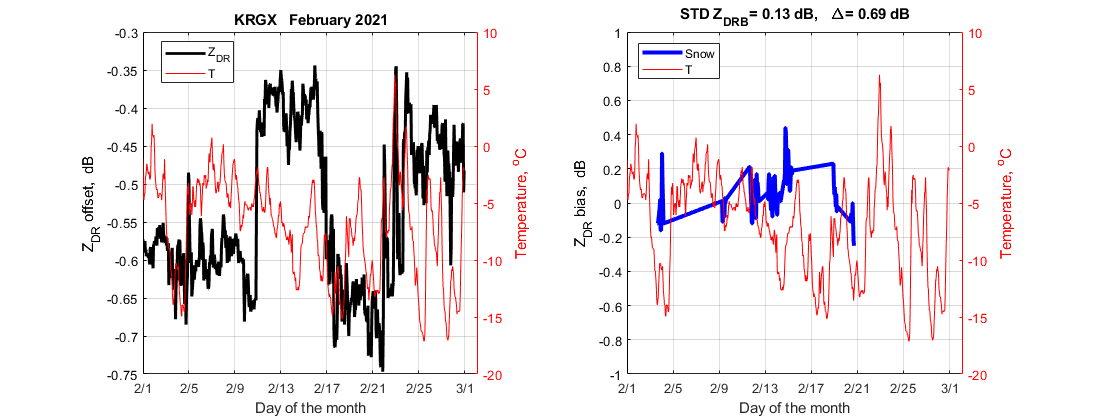 KRGX February 2021
STD Z_DRB = 0.13 dB, Δ = 0.69 dB
Z_DR
T
Snow
T
-0.3
-0.35
-0.4
-0.45
-0.5
-0.55
-0.6
-0.65
-0.7
-0.75
Z_DR offset, dB
10
5
0
-5
-10
-15
-20
Temperature, °C
2/1 2/5 2/9 2/13 2/17 2/21 2/25 3/1
Day of the month
1
0.8
0.6
0.4
0.2
0
-0.2
-0.4
-0.6
-0.8
-1
Z_DR bias, dB
10
5
0
-5
-10
-15
-20
Temperature, °C
2/1 2/5 2/9 2/13 2/17 2/21 2/25 3/1
Day of the month